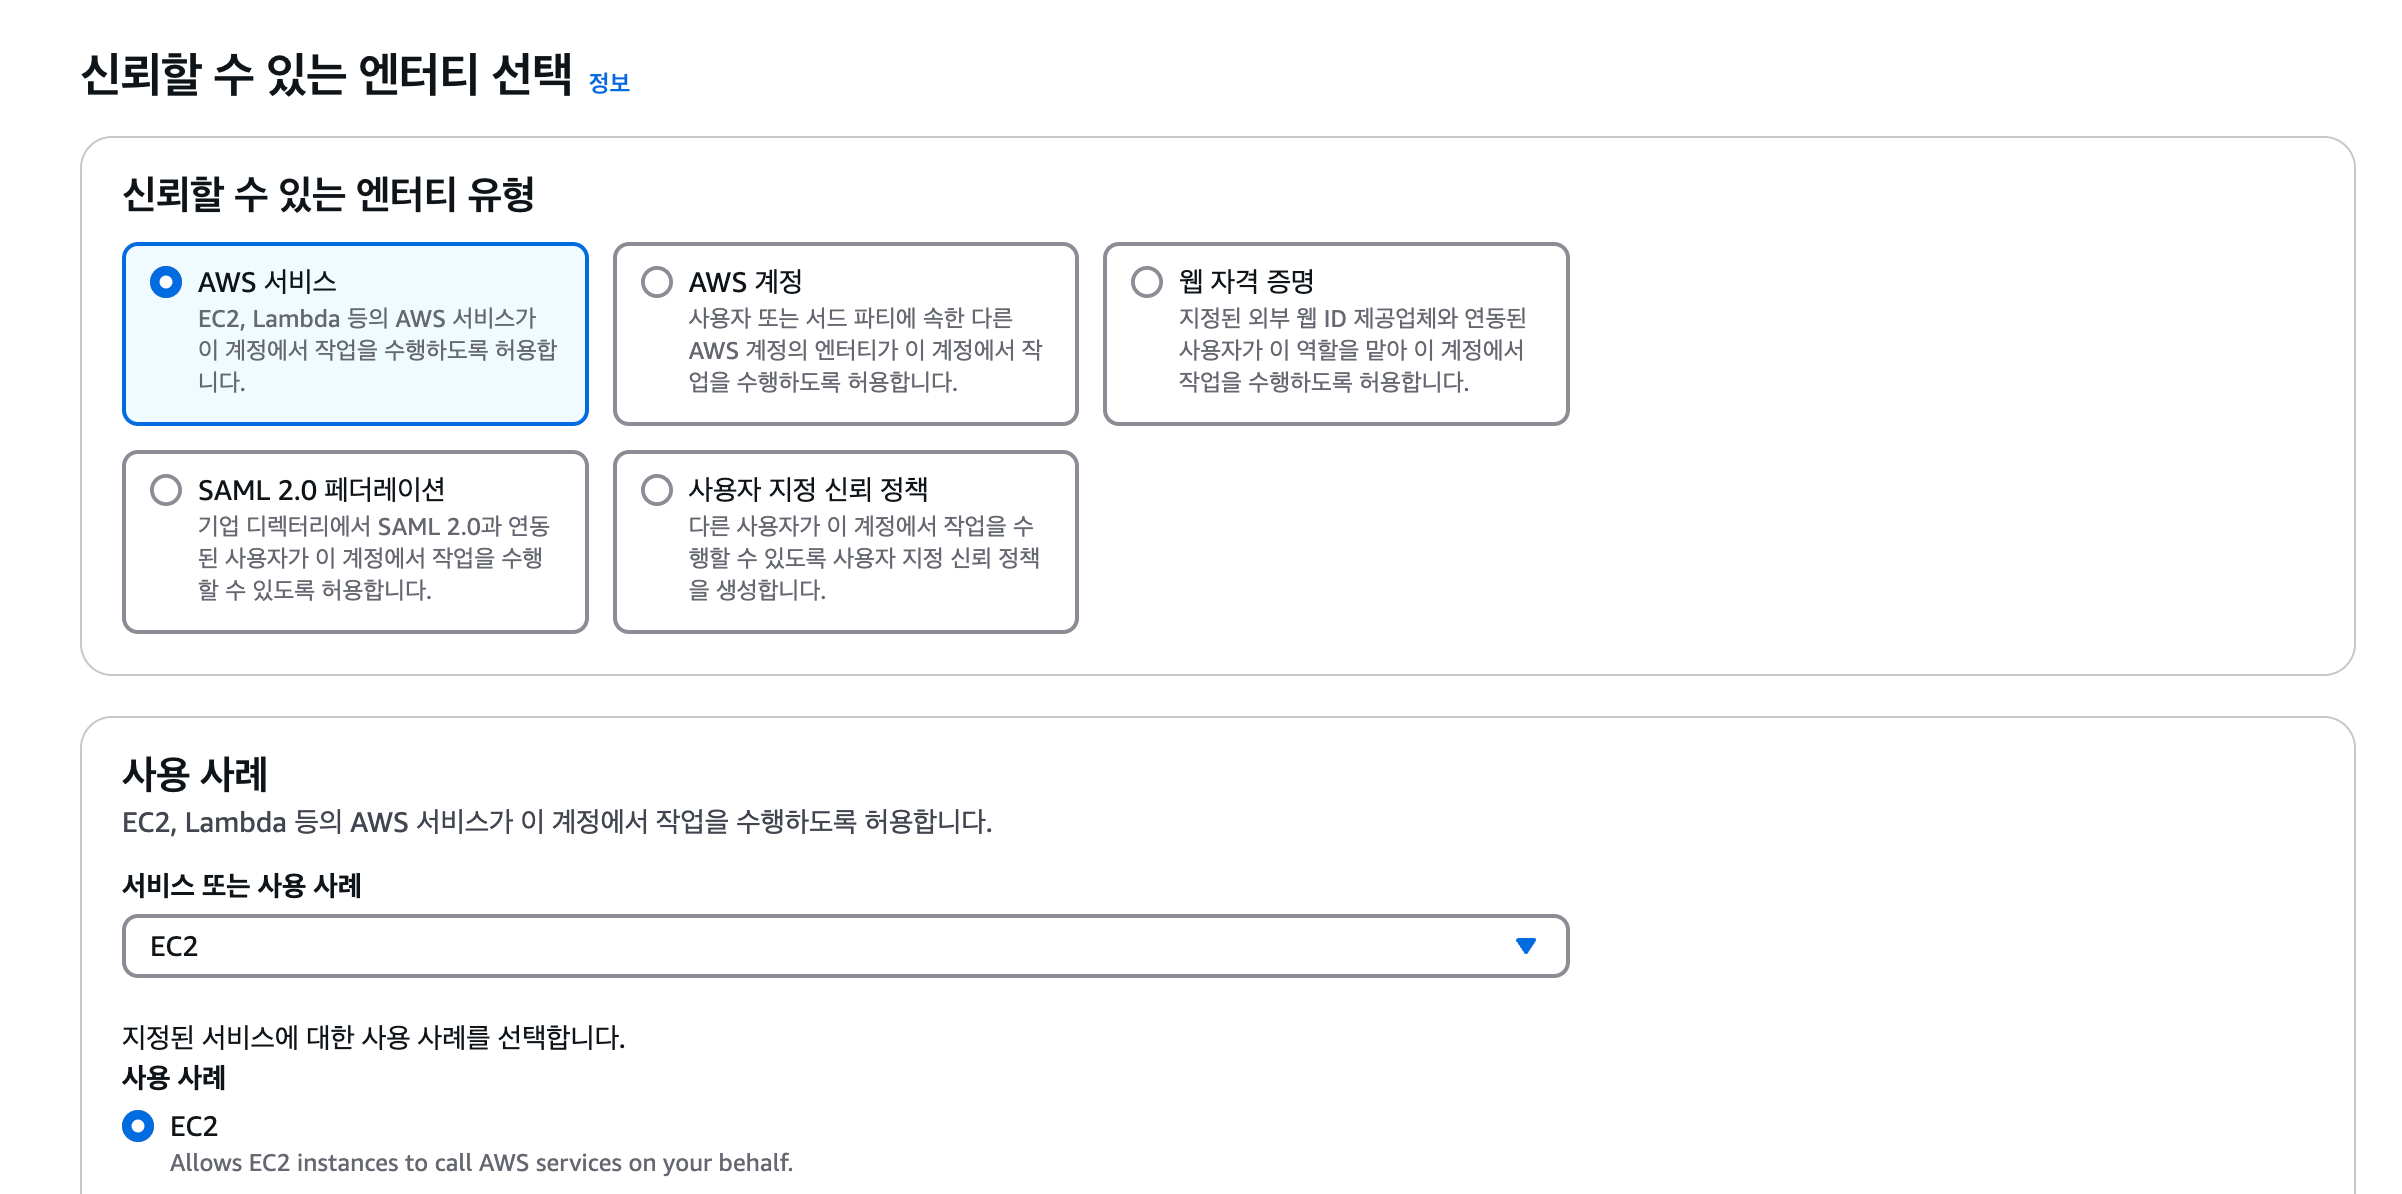 신뢰할 수 있는 엔터티 선택 정보
신뢰할 수 있는 엔터티 유형
AWS 서비스
EC2, Lambda 등의 AWS 서비스가
이 계정에서 작업을 수행하도록 허용합
니다.
AWS 계정
사용자 또는 서드 파티에 속한 다른
AWS 계정의 엔터티가 이 계정에서 작
업을 수행하도록 허용합니다.
웹 자격 증명
지정된 외부 웹 ID 제공업체와 연동된
사용자가 이 역할을 맡아 이 계정에서
작업을 수행하도록 허용합니다.
SAML 2.0 페더레이션
기업 디렉터리에서 SAML 2.0과 연동
된 사용자가 이 계정에서 작업을 수행
할 수 있도록 허용합니다.
사용자 지정 신뢰 정책
다른 사용자가 이 계정에서 작업을 수
행할 수 있도록 사용자 지정 신뢰 정책
을 생성합니다.
사용 사례
EC2, Lambda 등의 AWS 서비스가 이 계정에서 작업을 수행하도록 허용합니다.
서비스 또는 사용 사례
EC2
지정된 서비스에 대한 사용 사례를 선택합니다.
사용 사례
EC2
Allows EC2 instances to call AWS services on your behalf.